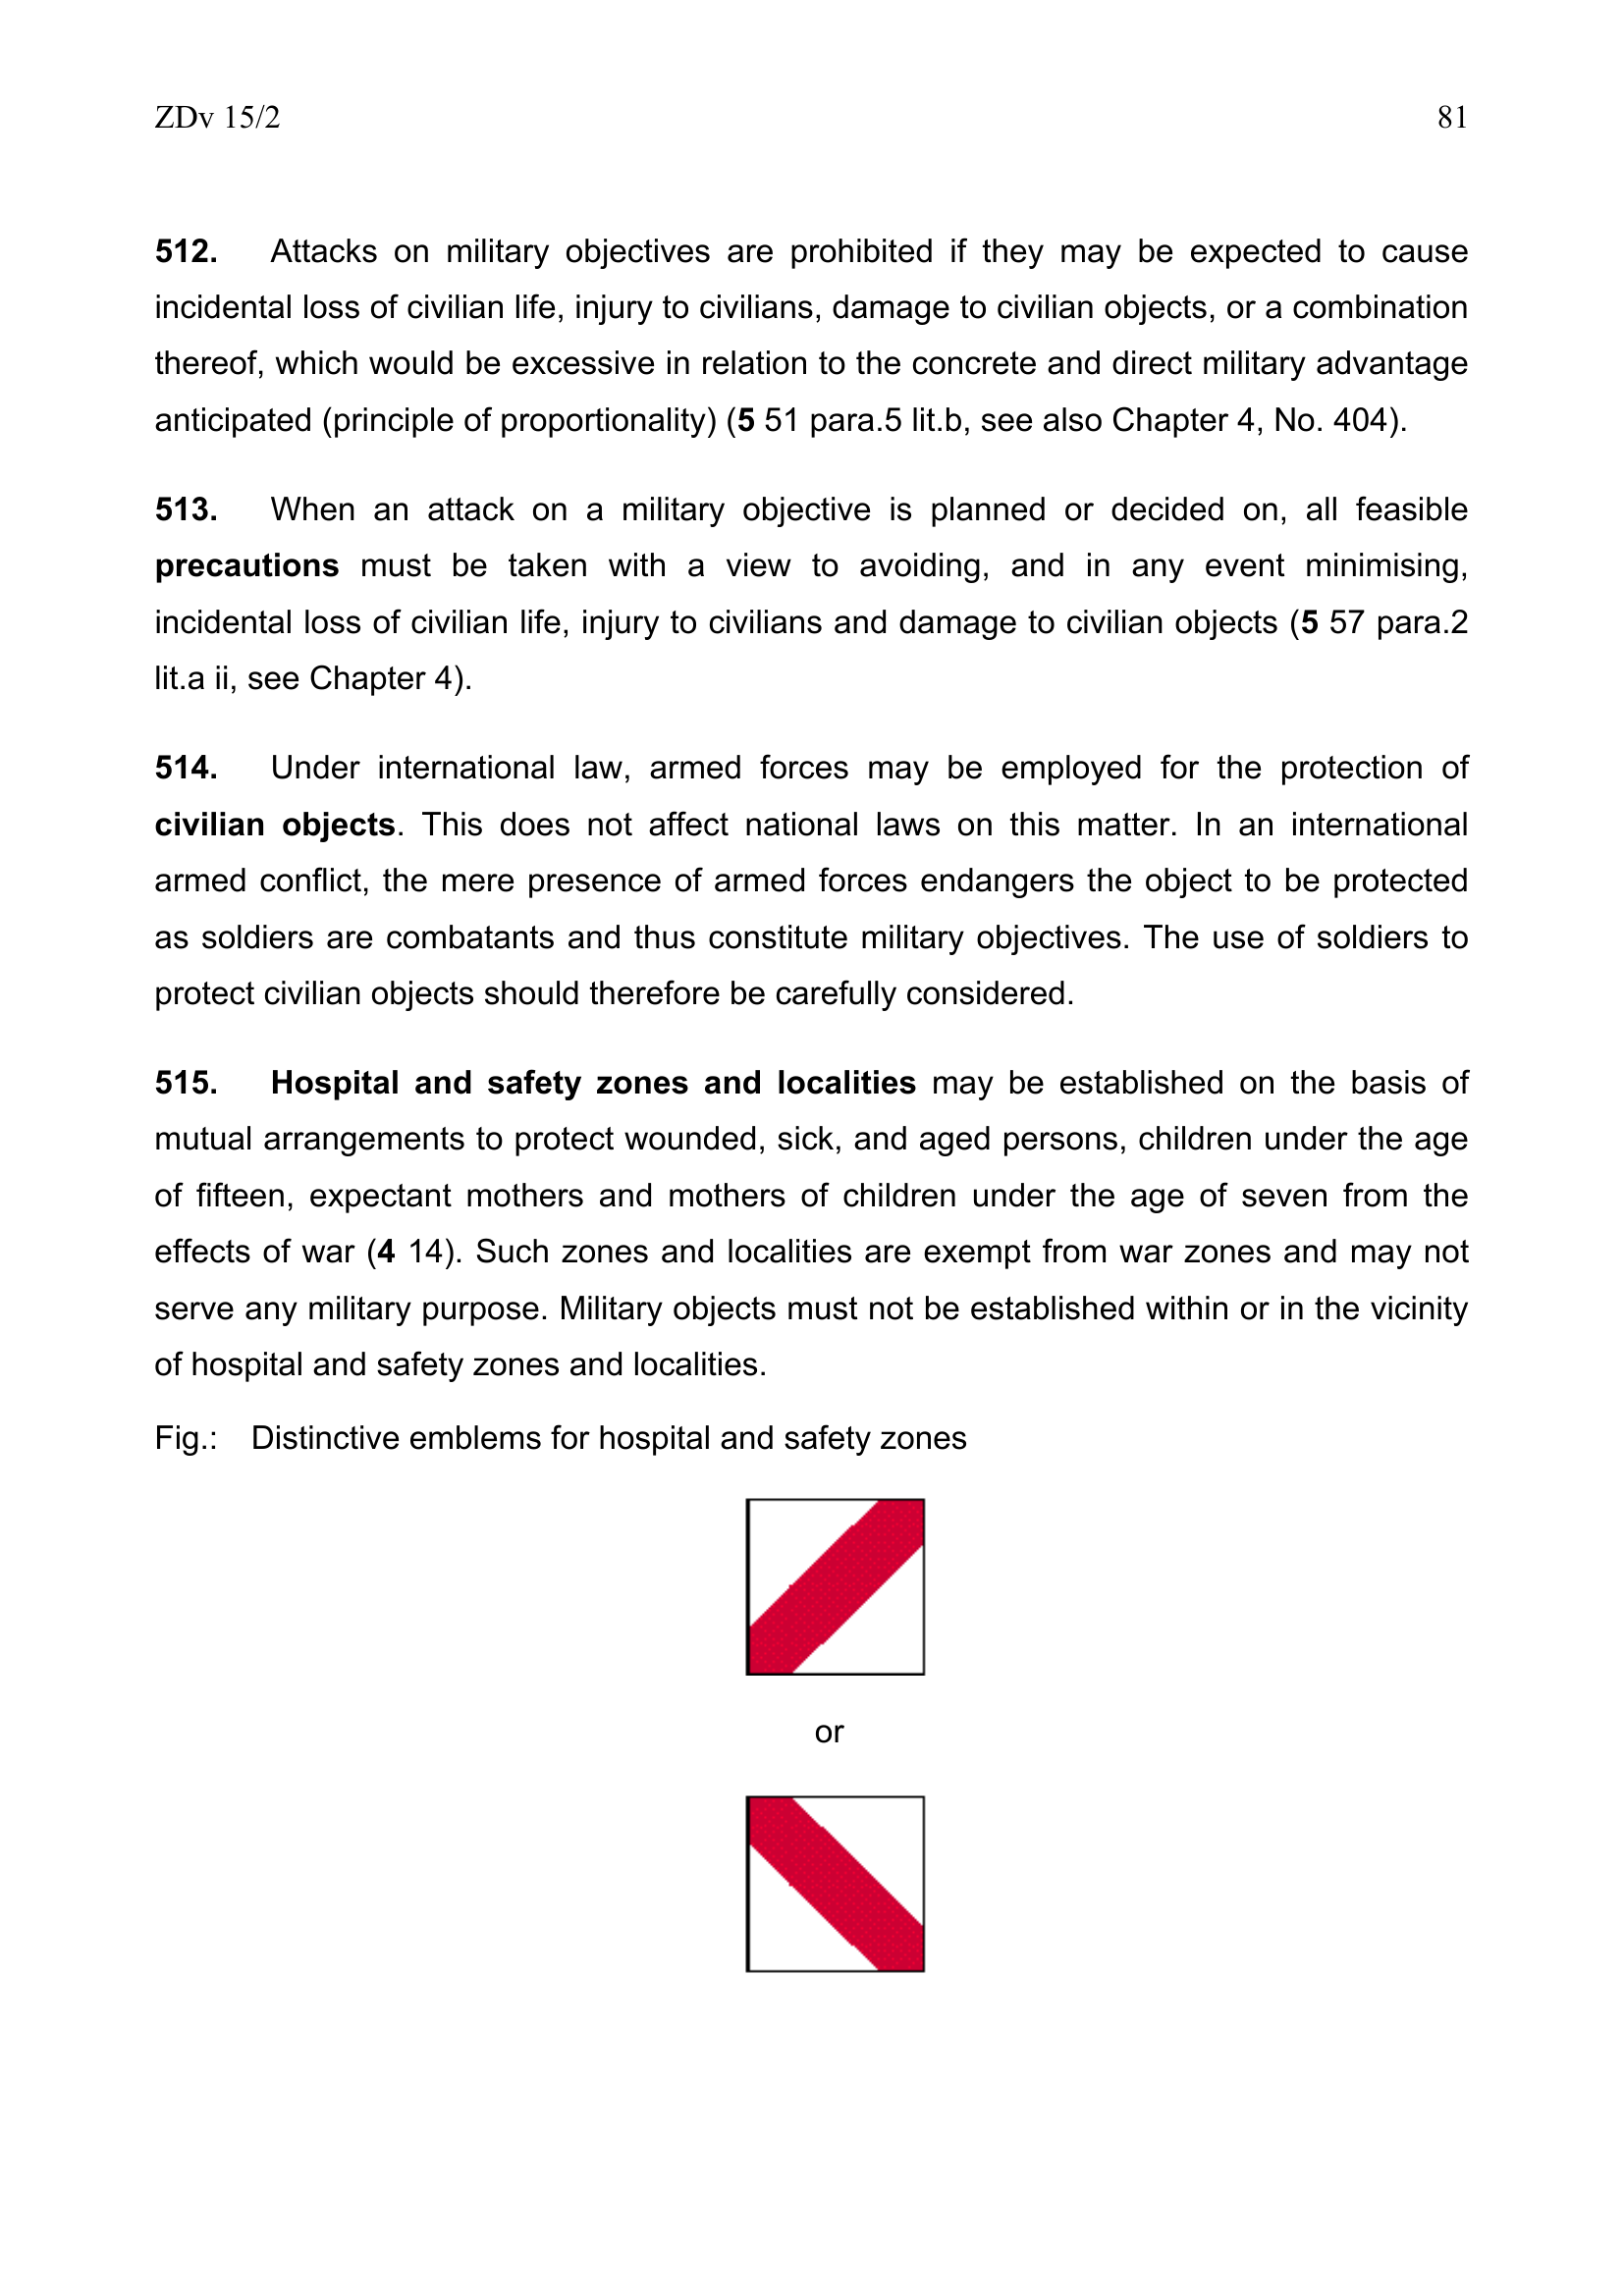 ZDv 15/2 81
512. Attacks on military objectives are prohibited if they may be expected to cause
incidental loss of civilian life, injury to civilians, damage to civilian objects, or a combination
thereof, which would be excessive in relation to the concrete and direct military advantage
anticipated (principle of proportionality) (5 51 para.5 lit.b, see also Chapter 4, No. 404).
513. When an attack on a military objective is planned or decided on, all feasible
precautions must be taken with a view to avoiding, and in any event minimising,
incidental loss of civilian life, injury to civilians and damage to civilian objects (5 57 para.2
lit.a ii, see Chapter 4).
514. Under international law, armed forces may be employed for the protection of
civilian objects. This does not affect national laws on this matter. In an international
armed conflict, the mere presence of armed forces endangers the object to be protected
as soldiers are combatants and thus constitute military objectives. The use of soldiers to
protect civilian objects should therefore be carefully considered.
515. Hospital and safety zones and localities may be established on the basis of
mutual arrangements to protect wounded, sick, and aged persons, children under the age
of fifteen, expectant mothers and mothers of children under the age of seven from the
effects of war (4 14). Such zones and localities are exempt from war zones and may not
serve any military purpose. Military objects must not be established within or in the vicinity
of hospital and safety zones and localities.
Fig.: Distinctive emblems for hospital and safety zones
or